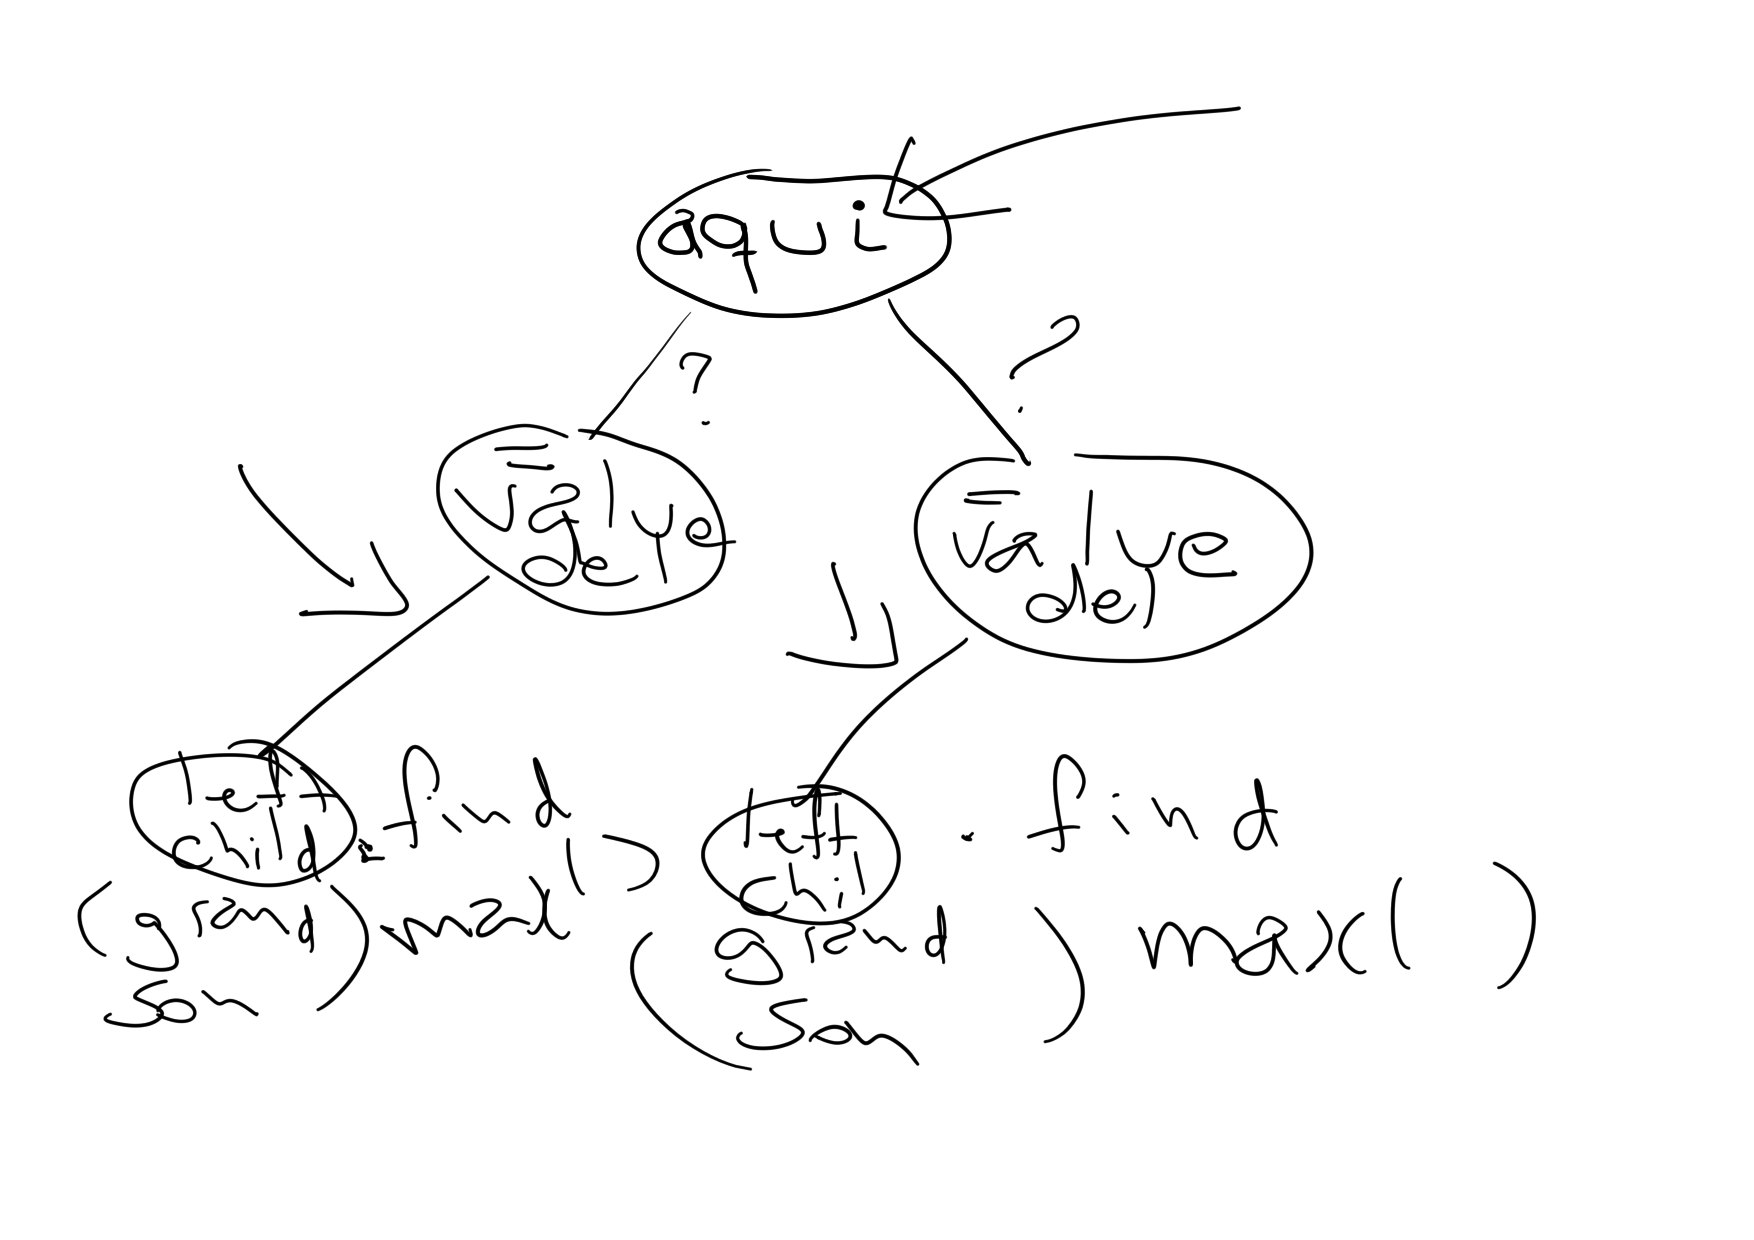 aqui
?
?
= value del
= value del
left child
.find max()
(grand son)
left chil
.find max( )
(grand son)